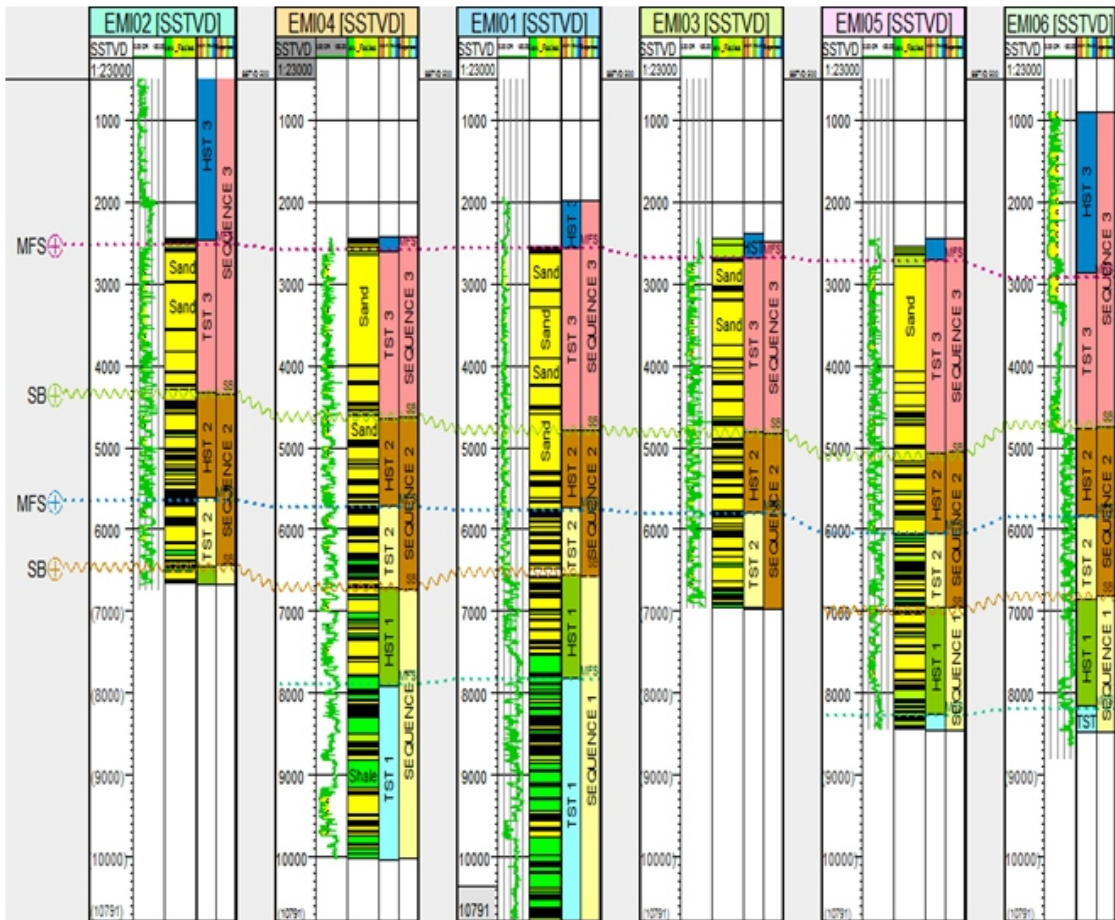 EMI02 [SSTVD]
EMI04 [SSTVD]
EMI01 [SSTVD]
EMI03 [SSTVD]
EMI05 [SSTVD]
EMI06 [SSTVD]
SSTVD
SSTVD
SSTVD
SSTVD
SSTVD
SSTVD
1:23000
1:23000
1:23000
1:23000
1:23000
1:23000
1000
1000
1000
1000
1000
1000
2000
2000
2000
2000
2000
2000
3000
3000
3000
3000
3000
3000
4000
4000
4000
4000
4000
4000
5000
5000
5000
5000
5000
5000
6000
6000
6000
6000
6000
6000
(7000)
7000
7000
(7000)
7000
7000
(8000)
8000
8000
(8000)
8000
(8000)
(9000)
9000
9000
(9000)
(9000)
(9000)
(10000)
10000
10000
(10000)
(10000)
(10000)
(10791)
(10791)
10791
(10791)
(10791)
(10791)
MFS
SB
MFS
SB
HST 3
TST 3
HST 2
TST 2
SEQUENCE 3
SEQUENCE 2
Sand
Sand
Sand
Sand
Shale
TST 3
HST 2
TST 2
HST 1
TST 1
SEQUENCE 3
SEQUENCE 2
SEQUENCE
Sand
Sand
Sand
Sand
HST 3
TST 3
HST 2
TST 2
HST 1
TST 1
MFS
SEQUENCE 3
SEQUENCE 2
SEQUENCE 1
Sand
Sand
HST
TST 3
HST 2
TST 2
MFS
SEQUENCE 3
SEQUENCE 2
Sand
TST 3
HST 2
TST 2
HST 1
MFS
SEQUENCE 3
SEQUENCE 2
SEQUENCE 1
HST 3
TST 3
HST 2
TST 2
HST 1
TST
SEQUENCE 3
SEQUENCE 2
SEQUENCE 1